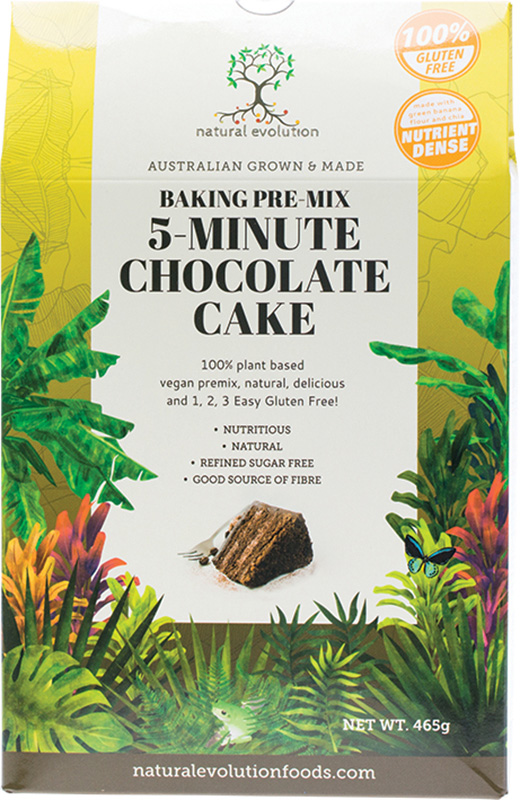 100%
GLUTEN
FREE
made with
green banana
flour and chia
NUTRIENT
DENSE
natural evolution
AUSTRALIAN GROWN & MADE
BAKING PRE-MIX
5-MINUTE
CHOCOLATE
CAKE
100% plant based
vegan premix, natural, delicious
and 1, 2, 3 Easy Gluten Free!
• NUTRITIOUS
• NATURAL
• REFINED SUGAR FREE
• GOOD SOURCE OF FIBRE
NET WT. 465g
naturalevolutionfoods.com